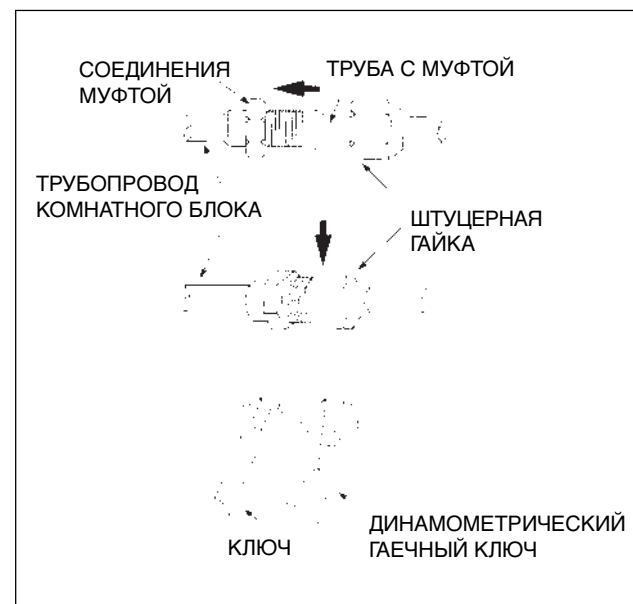 СОЕДИНЕНИЯ
МУФТОЙ
ТРУБА С МУФТОЙ
ТРУБОПРОВОД
КОМНАТНОГО БЛОКА
ШТУЦЕРНАЯ
ГАЙКА
КЛЮЧ
ДИНАМОМЕТРИЧЕСКИЙ
ГАЕЧНЫЙ КЛЮЧ